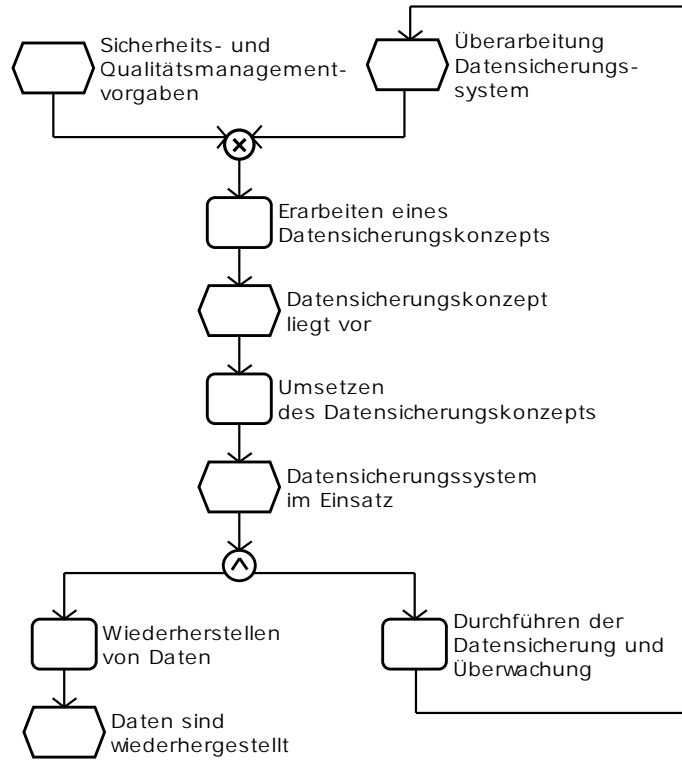 Sicherheits- und
Qualitätsmanagement-
vorgaben
Überarbeitung
Datensicherungs-
system
Erarbeiten eines
Datensicherungskonzepts
Datensicherungskonzept
liegt vor
Umsetzen
des Datensicherungskonzepts
Datensicherungssystem
im Einsatz
Wiederherstellen
von Daten
Durchführen der
Datensicherung und
Überwachung
Daten sind
wiederhergestellt